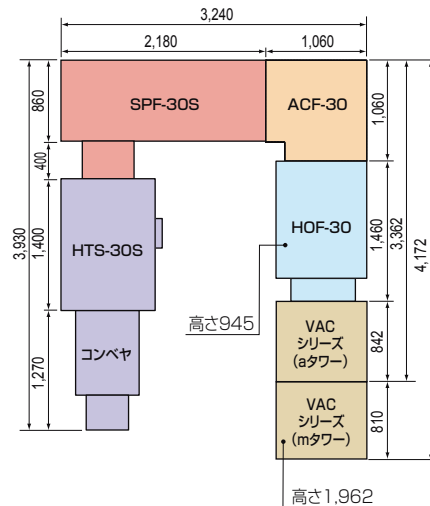 3,240
2,180
1,060
860
SPF-30S
ACF-30
1,060
400
3,930
1,400
HTS-30S
HOF-30
1,460
3,362
4,172
高さ945
コンベヤ
1,270
VAC
シリーズ
(aタワー)
842
VAC
シリーズ
(mタワー)
810
高さ1,962